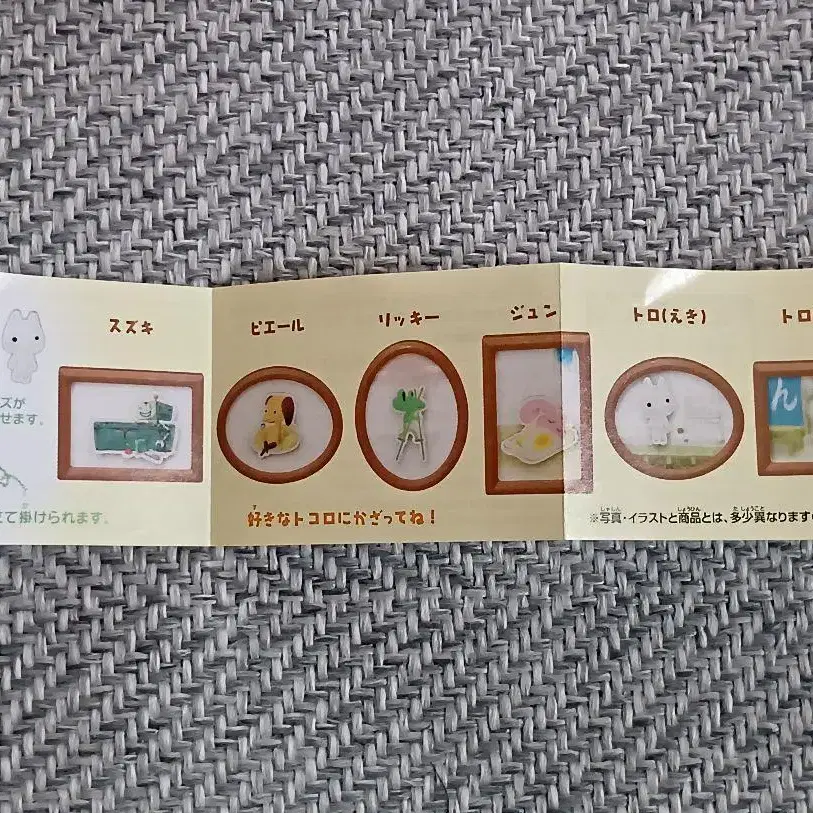 スズキ
ピエール
リッキー
ジュン
トロ(えき)
トロ
ズが
せます。
ん
て掛けられます。
好きなトコロにかざってね!
※写真・イラストと商品とは、多少異なります